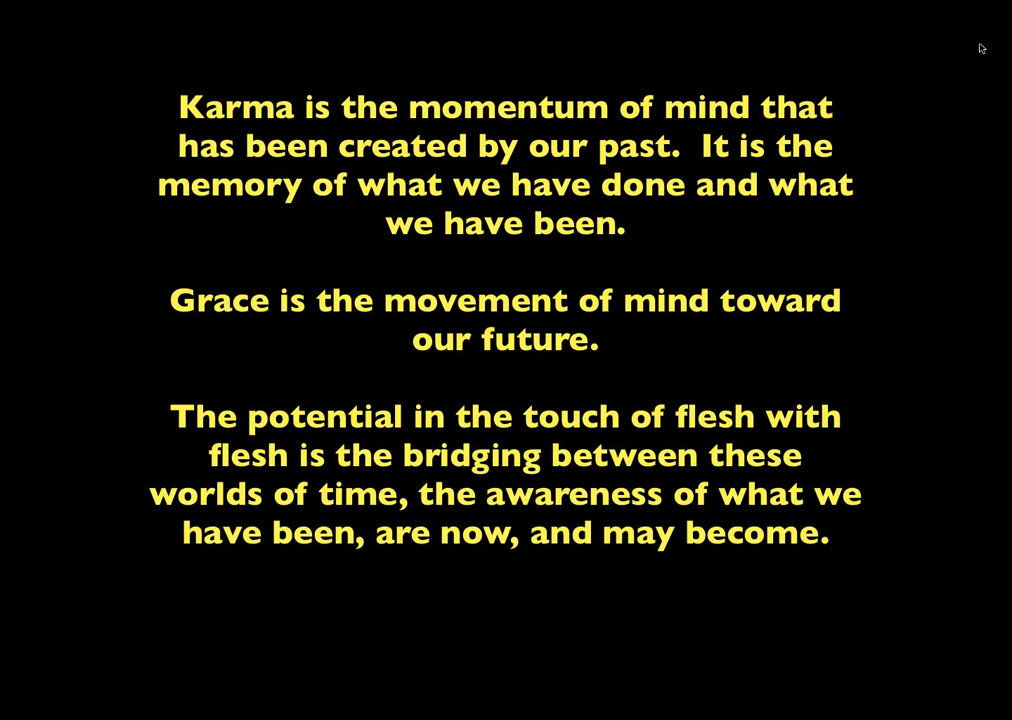 Karma is the momentum of mind that
has been created by our past.  It is the
memory of what we have done and what
we have been.
Grace is the movement of mind toward
our future.
The potential in the touch of flesh with
flesh is the bridging between these
worlds of time, the awareness of what we
have been, are now, and may become.